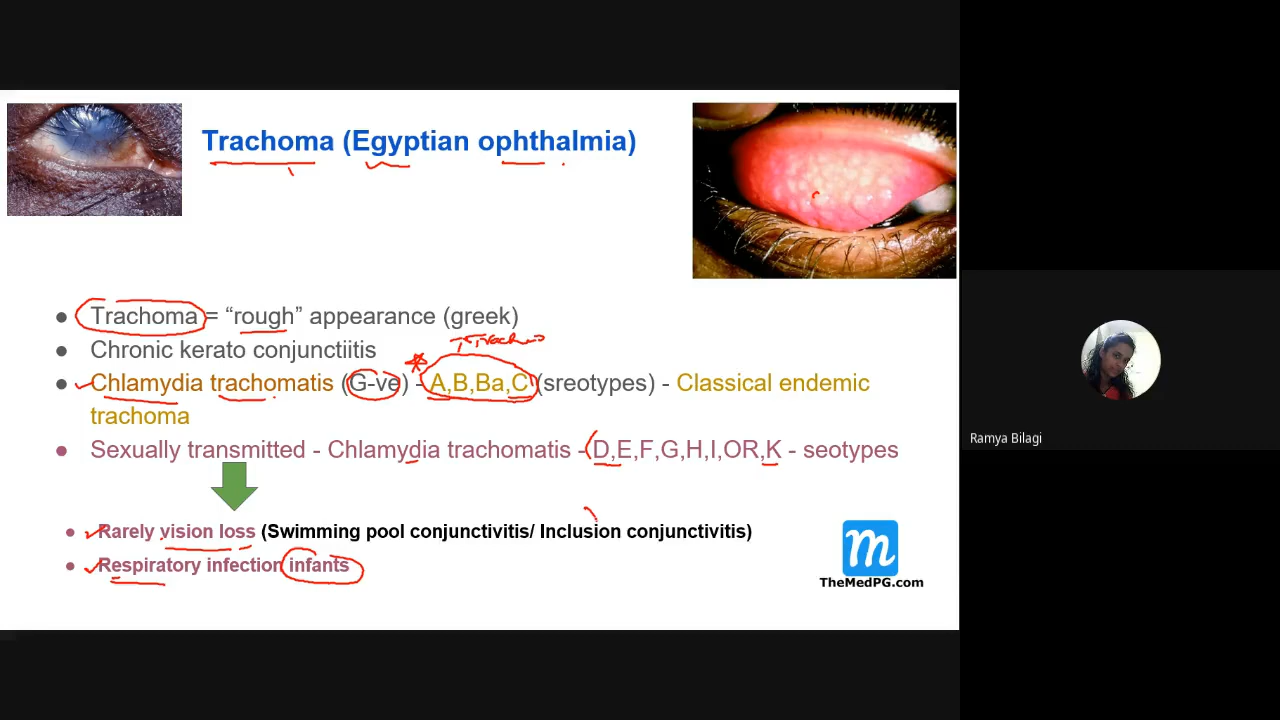 Trachoma (Egyptian ophthalmia)
Trachoma = “rough” appearance (greek)
Chronic kerato conjunctiitis
Chlamydia trachomatis (G-ve) - A,B,Ba,C (sreotypes) - Classical endemic
trachoma
Sexually transmitted - Chlamydia trachomatis - D,E,F,G,H,I,OR,K - seotypes
Rarely vision loss (Swimming pool conjunctivitis/ Inclusion conjunctivitis)
Respiratory infection infants
m
TheMedPG.com
Ramya Bilagi